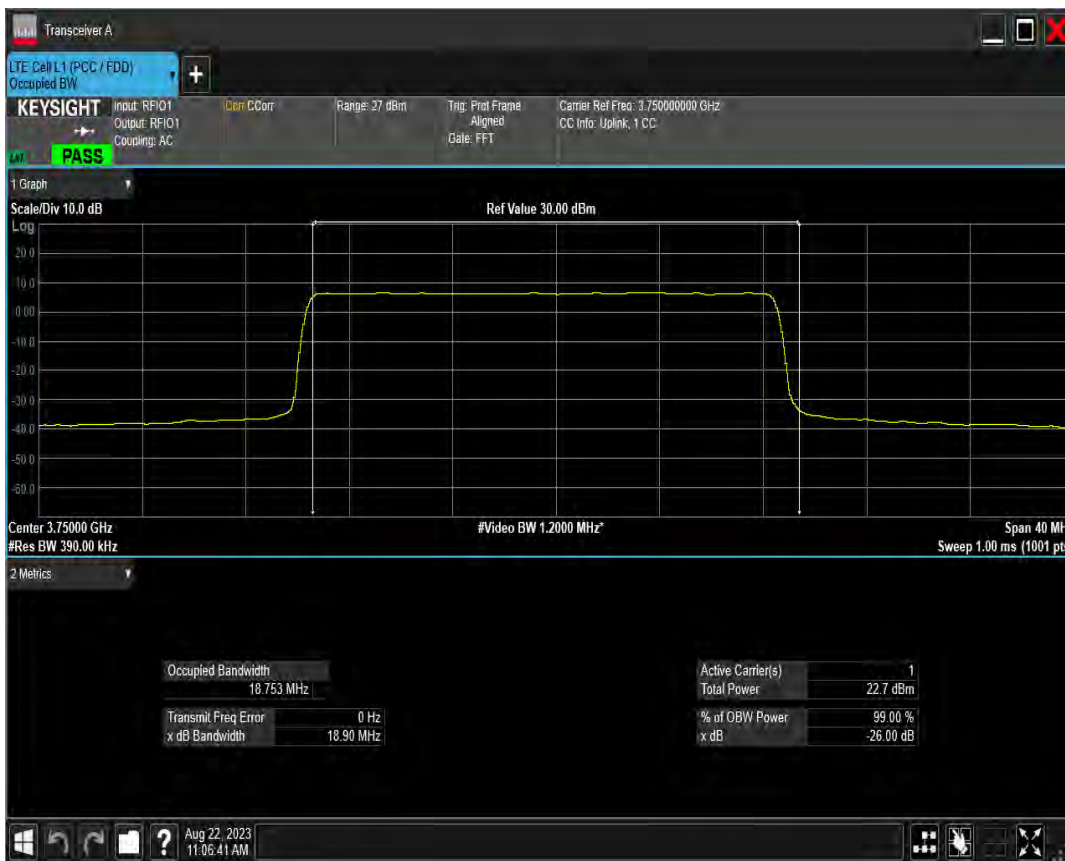 Transceiver A
LTE Cell L1 (PCC / FDD)
Occupied BW
KEYSIGHT
Input: RFIO1
Output: RFIO1
Coupling: AC
Corr CCorr
Range: 27 dBm
Trig: Prot Frame
Aligned
Gate: FFT
Carrier Ref Freq: 3.750000000 GHz
CC Info: Uplink, 1 CC
PASS
1 Graph
Scale/Div 10.0 dB
Ref Value 30.00 dBm
Log
20.0
10.0
0.00
-10.0
-20.0
-30.0
-40.0
-50.0
-60.0
Center 3.75000 GHz
#Video BW 1.2000 MHz*
Span 40 MH
#Res BW 390.00 kHz
Sweep 1.00 ms (1001 pt
2 Metrics
Occupied Bandwidth
18.753 MHz
Transmit Freq Error 0 Hz
x dB Bandwidth 18.90 MHz
Active Carrier(s) 1
Total Power 22.7 dBm
% of OBW Power 99.00 %
x dB -26.00 dB
?
Aug 22, 2023
11:06:41 AM